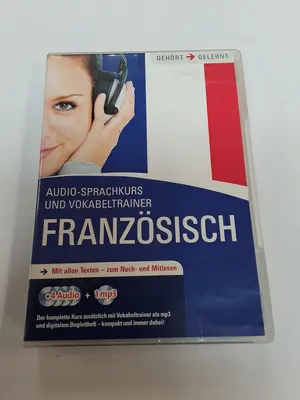 GEHÖRT → GELERNT
AUDIO-SPRACHKURS
UND VOKABELTRAINER
FRANZÖSISCH
→ Mit allen Texten – zum Nach- und Mitlesen
4 Audio + 1 mp3
Der komplette Kurs zusätzlich mit Vokabeltrainer als mp3
und digitalem Begleitheft – kompakt und immer dabei!